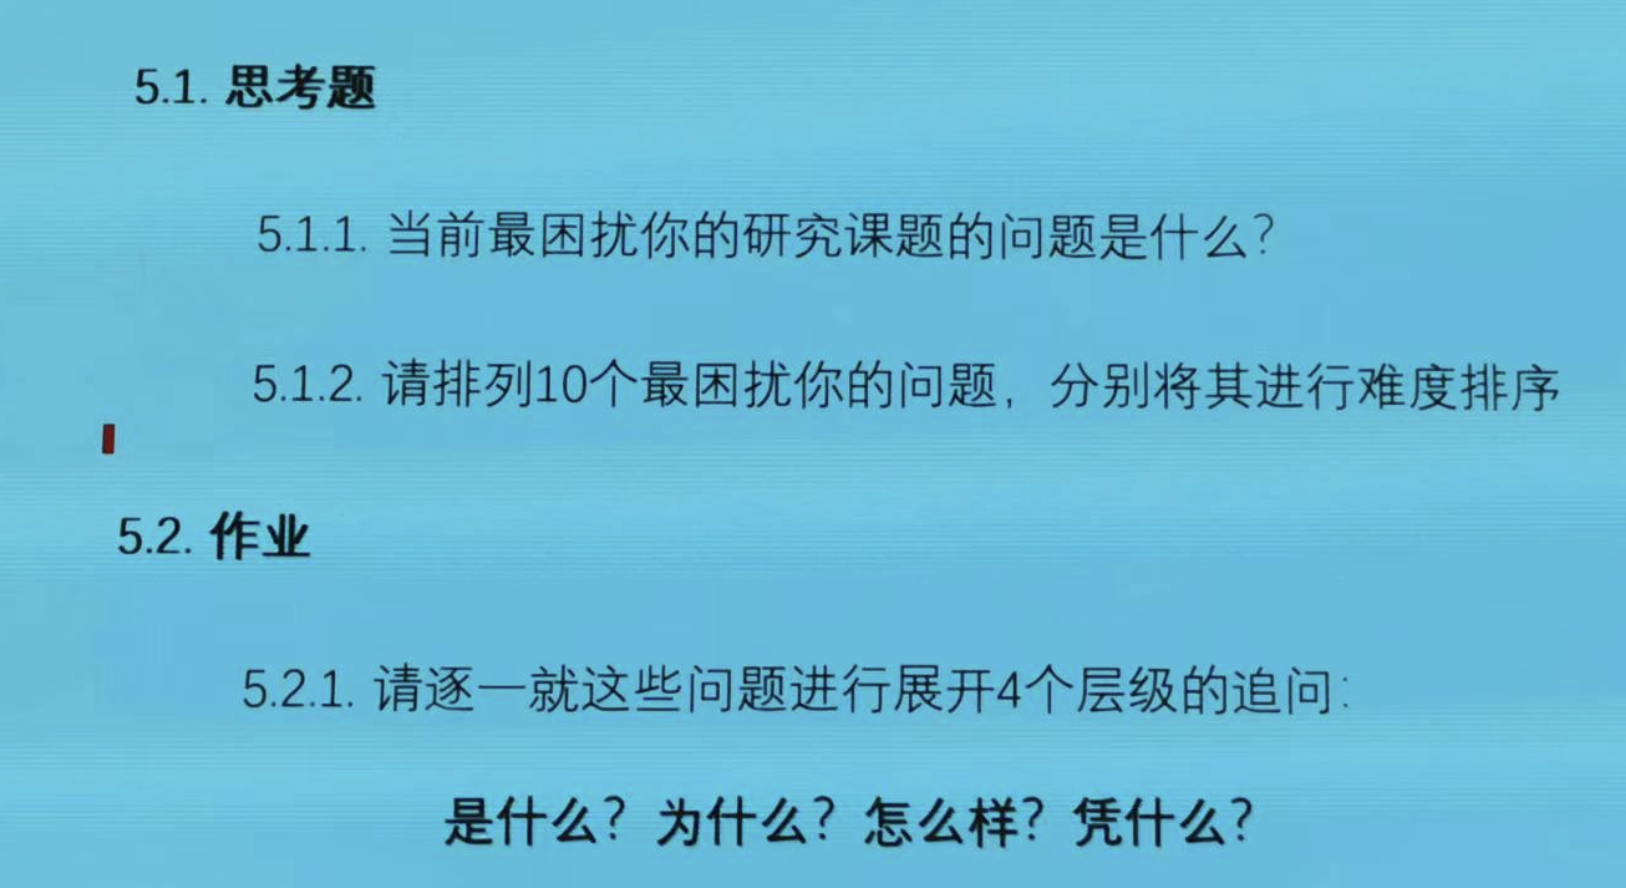 5.1. 思考题
5.1.1. 当前最困扰你的研究课题的问题是什么？
5.1.2. 请排列10个最困扰你的问题，分别将其进行难度排序
5.2. 作业
5.2.1. 请逐一就这些问题进行展开4个层级的追问：
是什么？为什么？怎么样？凭什么？